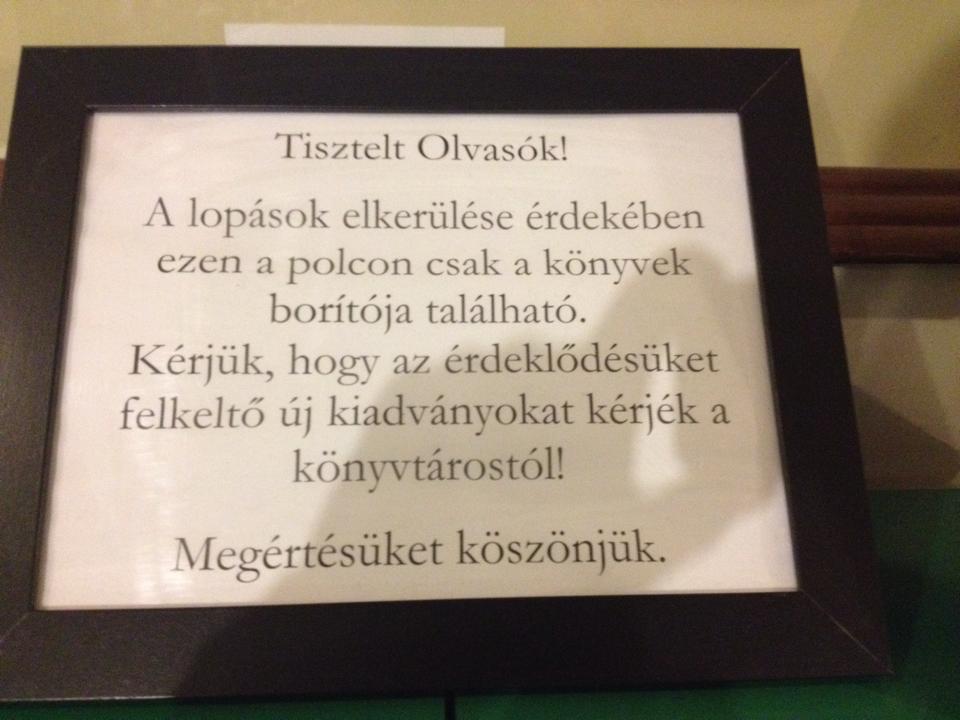 Tisztelt Olvasók!
A lopások elkerülése érdekében
ezen a polcon csak a könyvek
borítója található.
Kérjük, hogy az érdeklődésüket
felkeltő új kiadványokat kérjék a
könyvtárostól!
Megértésüket köszönjük.